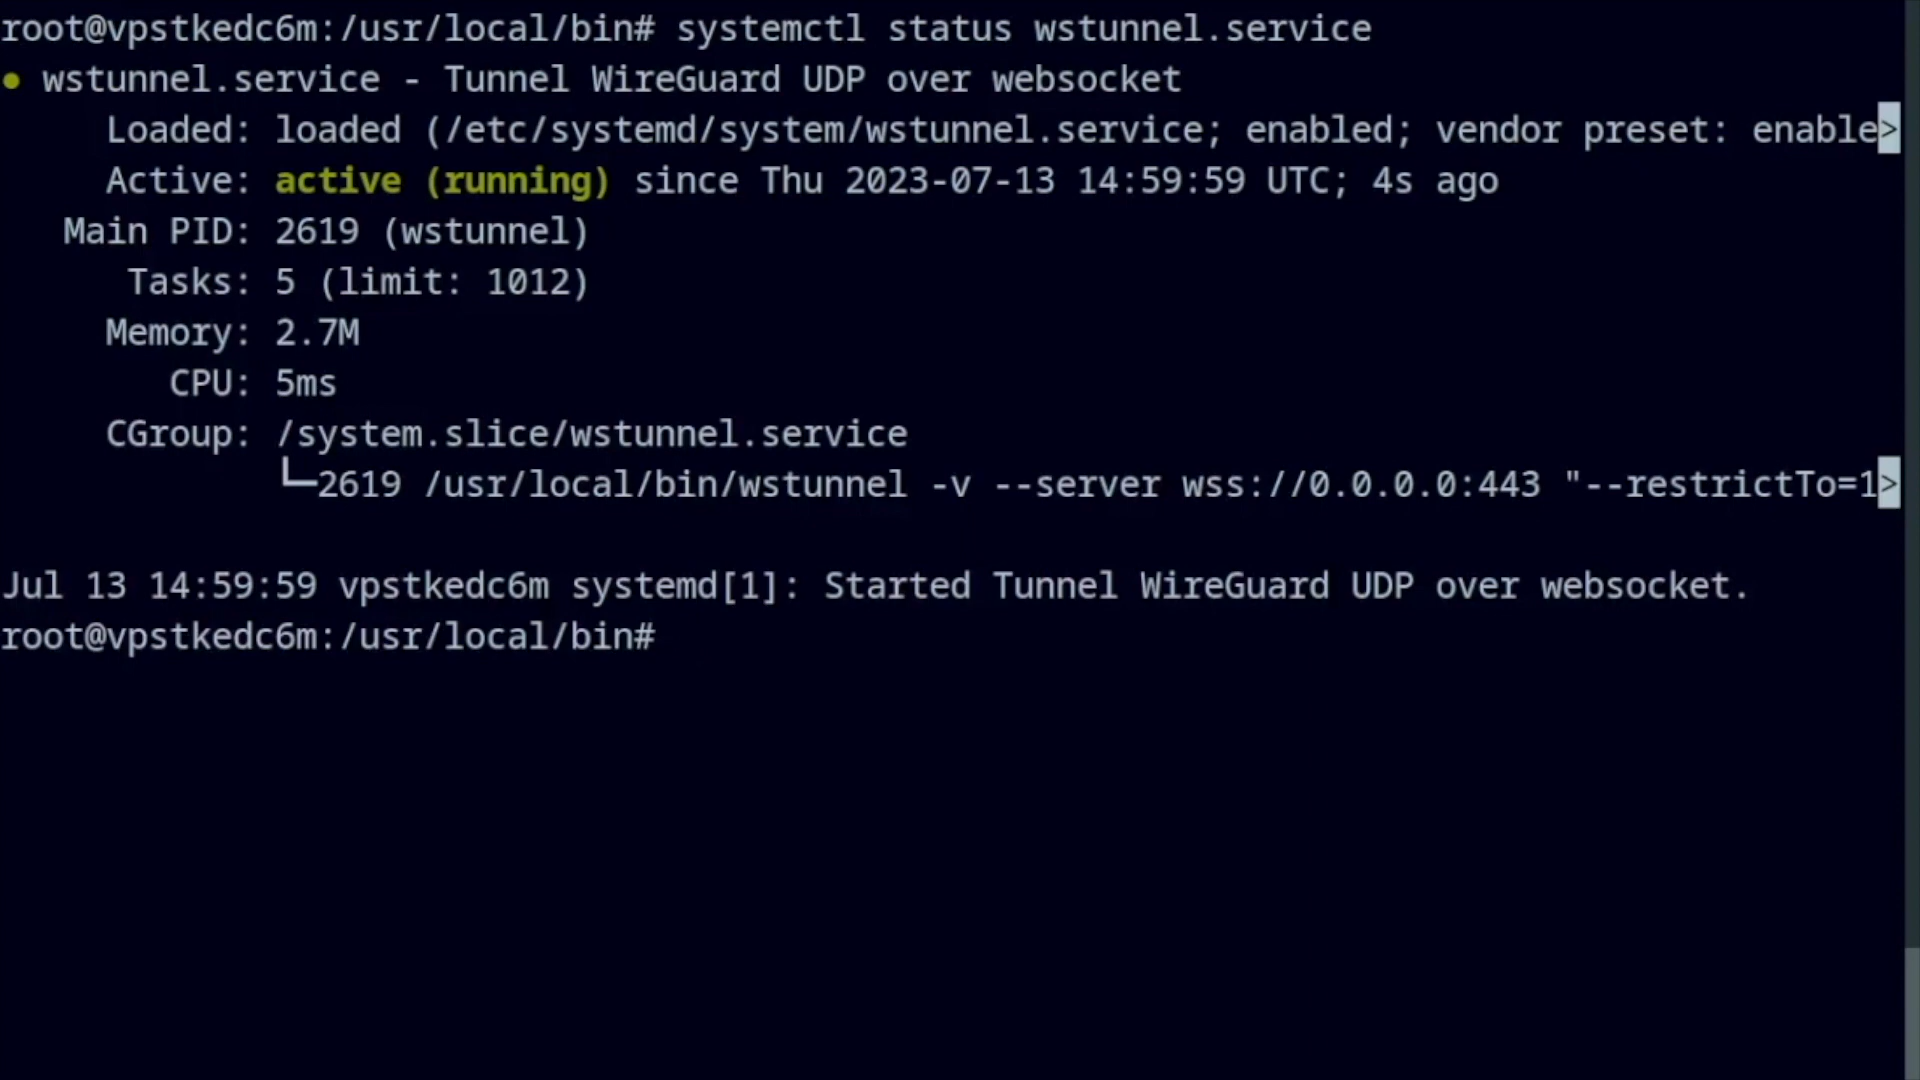 root@vpstkedc6m:/usr/local/bin# systemctl status wstunnel.service
● wstunnel.service - Tunnel WireGuard UDP over websocket
Loaded: loaded (/etc/systemd/system/wstunnel.service; enabled; vendor preset: enable>
Active: active (running) since Thu 2023-07-13 14:59:59 UTC; 4s ago
Main PID: 2619 (wstunnel)
Tasks: 5 (limit: 1012)
Memory: 2.7M
CPU: 5ms
CGroup: /system.slice/wstunnel.service
└─2619 /usr/local/bin/wstunnel -v --server wss://0.0.0.0:443 "--restrictTo=1>
Jul 13 14:59:59 vpstkedc6m systemd[1]: Started Tunnel WireGuard UDP over websocket.
root@vpstkedc6m:/usr/local/bin#